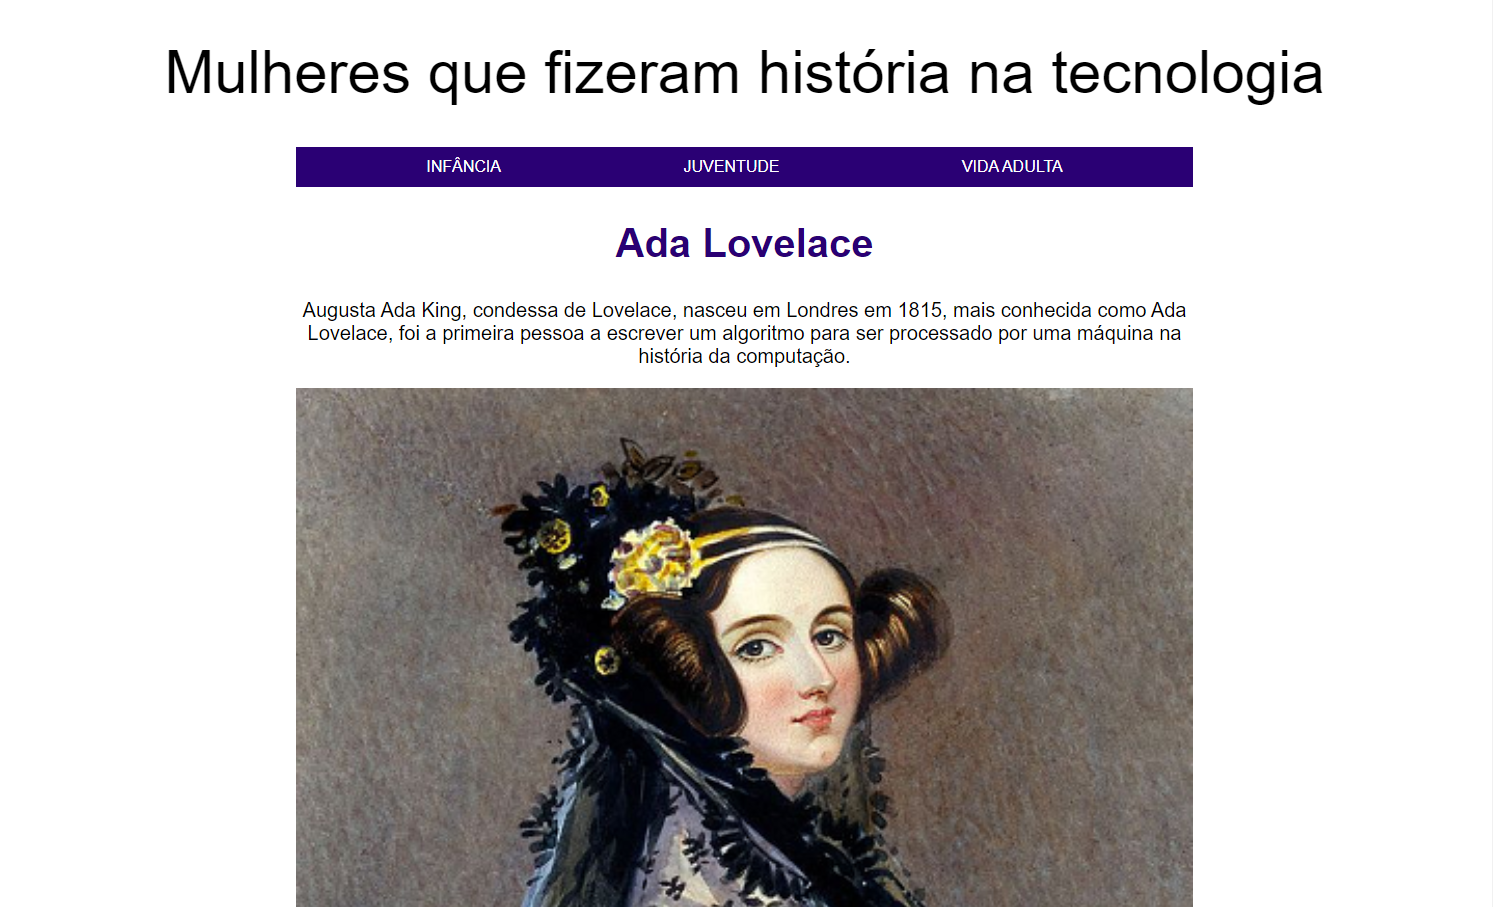 Mulheres que fizeram história na tecnologia
INFÂNCIA JUVENTUDE VIDA ADULTA
Ada Lovelace
Augusta Ada King, condessa de Lovelace, nasceu em Londres em 1815, mais conhecida como Ada
Lovelace, foi a primeira pessoa a escrever um algoritmo para ser processado por uma máquina na
história da computação.